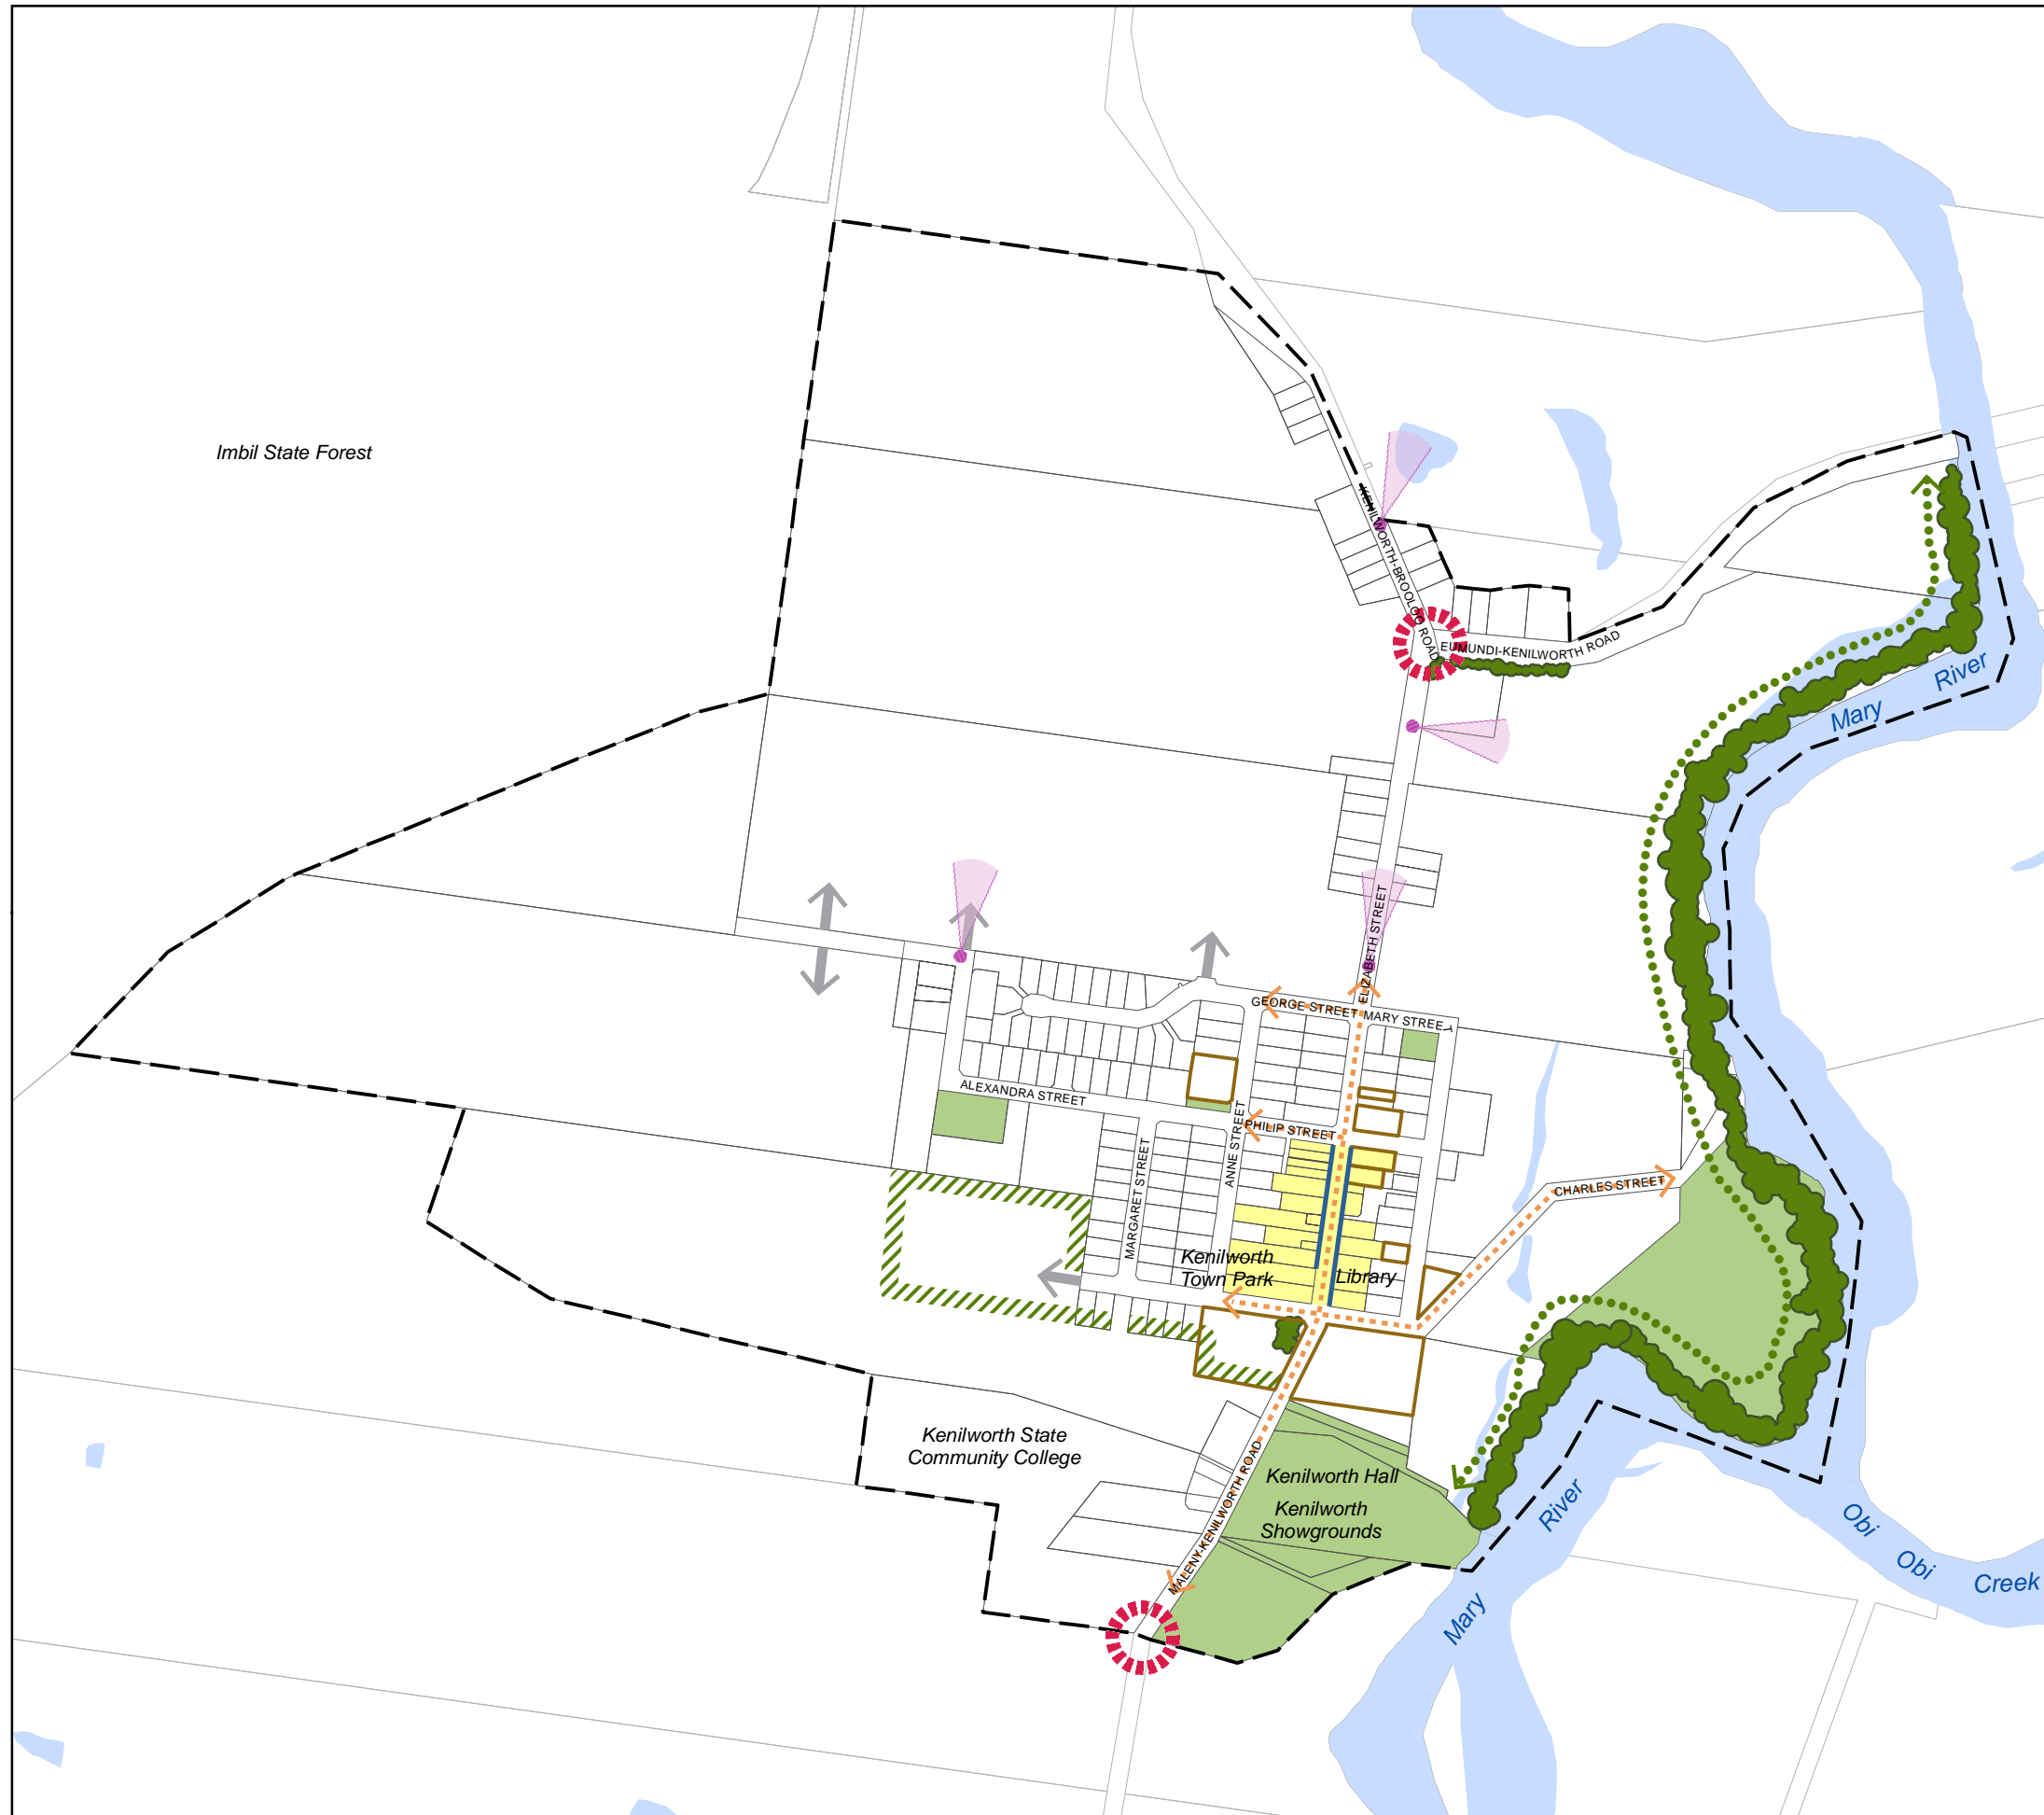 Imbil State Forest
KENILWORTH-BROOLOO ROAD
EUMUNDI-KENILWORTH ROAD
River
Mary
ELIZABETH STREET
GEORGE STREET
MARY STREET
ALEXANDRA STREET
PHILIP STREET
ANNE STREET
MARGARET STREET
CHARLES STREET
Kenilworth
Town Park
Library
Kenilworth State
Community College
MALENY-KENILWORTH ROAD
Kenilworth Hall
Kenilworth
Showgrounds
River
Mary
Obi
Obi
Creek